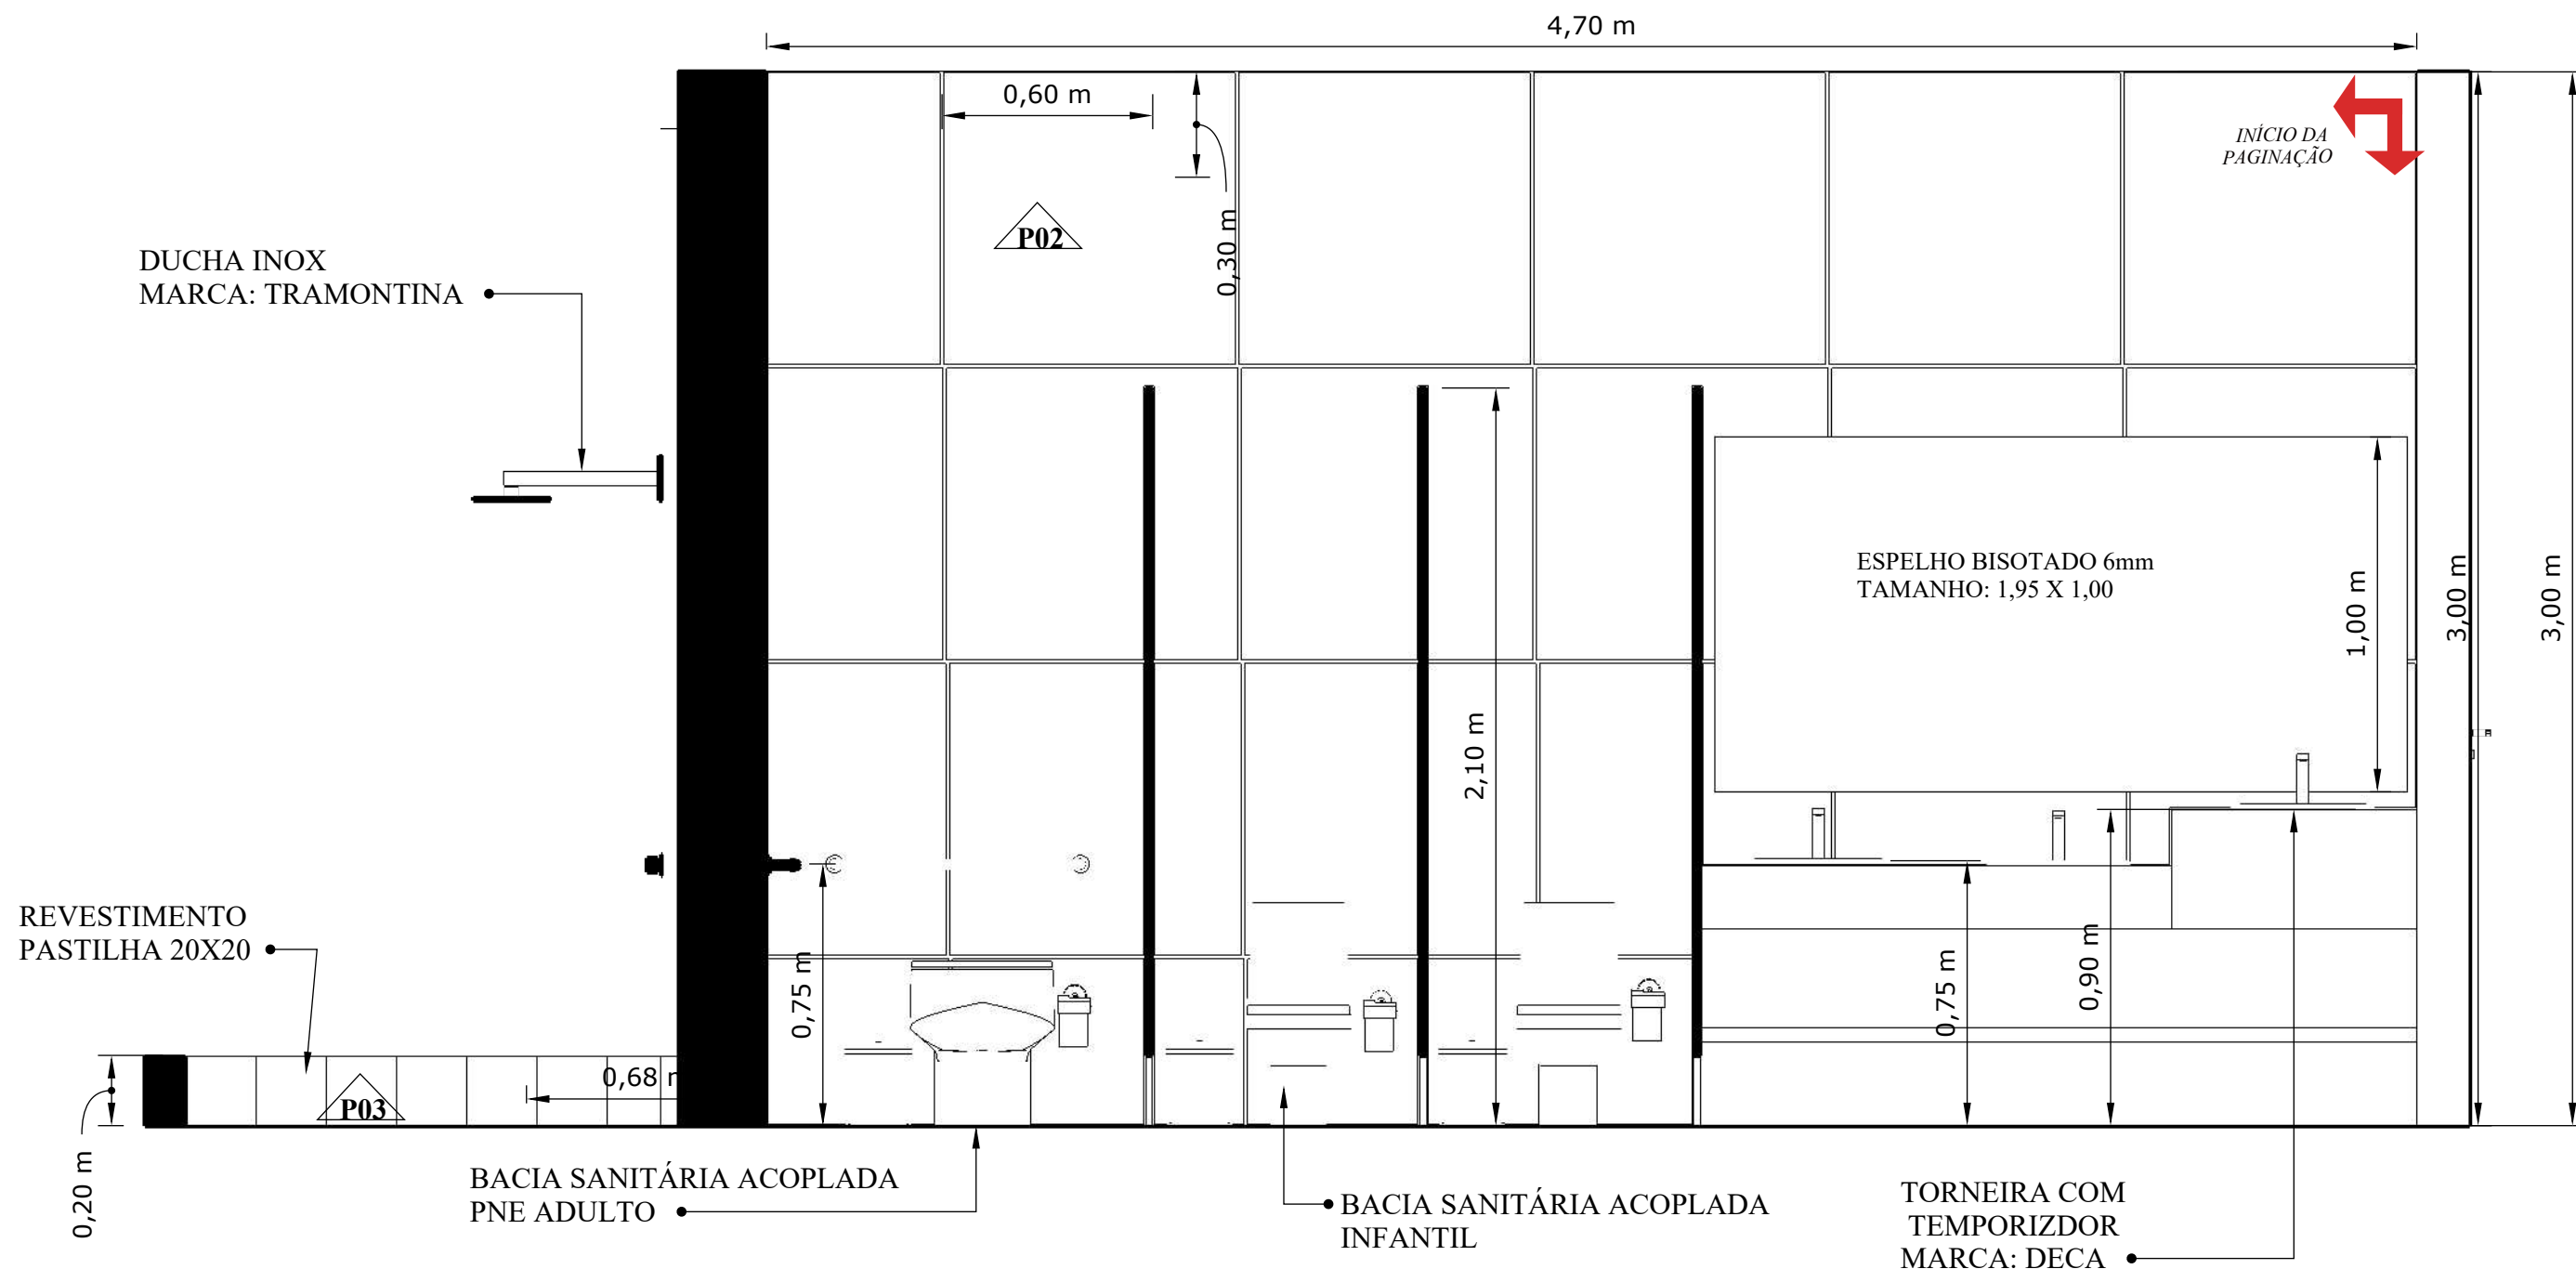 4,70 m
0,60 m
0,30 m
INÍCIO DA
PAGINAÇÃO
P02
DUCHA INOX
MARCA: TRAMONTINA
ESPELHO BISOTADO 6mm
TAMANHO: 1,95 X 1,00
1,00 m
3,00 m
3,00 m
2,10 m
REVESTIMENTO
PASTILHA 20X20
0,75 m
0,75 m
0,90 m
0,68
P03
0,20 m
BACIA SANITÁRIA ACOPLADA
PNE ADULTO
BACIA SANITÁRIA ACOPLADA
INFANTIL
TORNEIRA COM
TEMPORIZDOR
MARCA: DECA